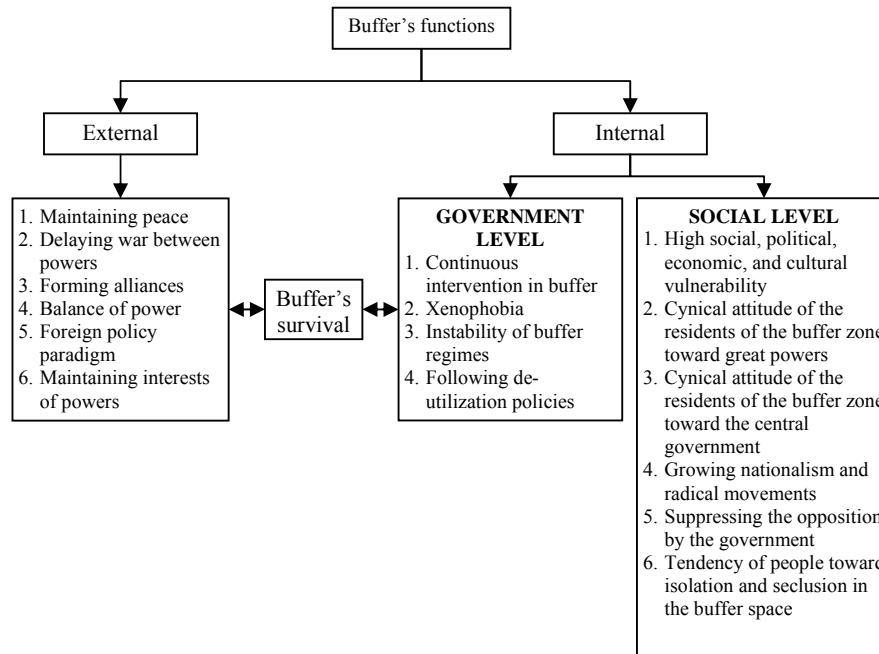 Buffer's functions
External
Internal
1. Maintaining peace
2. Delaying war between
powers
3. Forming alliances
4. Balance of power
5. Foreign policy
paradigm
6. Maintaining interests
of powers
Buffer's
survival
GOVERNMENT
LEVEL
1. Continuous
intervention in buffer
2. Xenophobia
3. Instability of buffer
regimes
4. Following de-
utilization policies
SOCIAL LEVEL
1. High social, political,
economic, and cultural
vulnerability
2. Cynical attitude of the
residents of the buffer zone
toward great powers
3. Cynical attitude of the
residents of the buffer zone
toward the central
government
4. Growing nationalism and
radical movements
5. Suppressing the opposition
by the government
6. Tendency of people toward
isolation and seclusion in
the buffer space